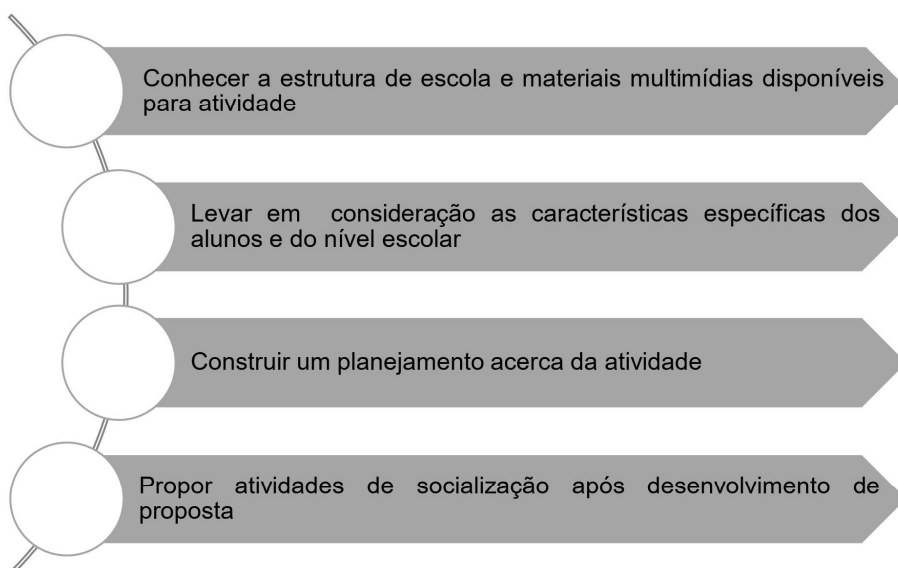 Conhecer a estrutura de escola e materiais multimídias disponíveis
para atividade
Levar em consideração as características específicas dos
alunos e do nível escolar
Construir um planejamento acerca da atividade
Propor atividades de socialização após desenvolvimento de
proposta